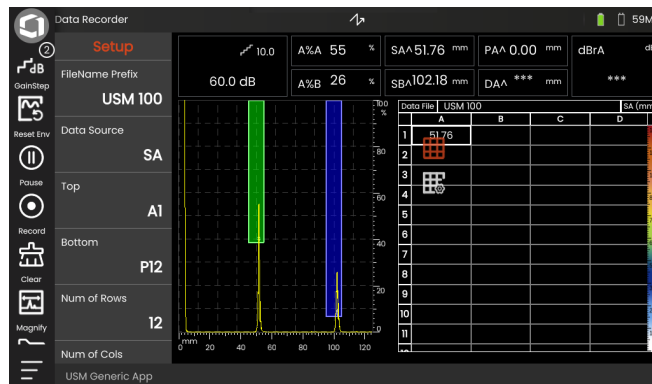 Data Recorder
59M
2
dB
GainStep
Reset Env
Pause
Record
Clear
Magnify
Setup
FileName Prefix
USM 100
Data Source
SA
Top
A1
Bottom
P12
Num of Rows
12
Num of Cols
USM Generic App
10.0
60.0 dB
A%A 55 %
A%B 26 %
SA^51.76 mm
SB^102.18 mm
PA^ 0.00 mm
DA^ *** mm
dBrA
***
100
%
80
60
40
20
0
mm
0 20 40 60 80 100 120
Data File USM 100 SA (mm
A B C D
1 51.76
2
3
4
5
6
7
8
9
10
11